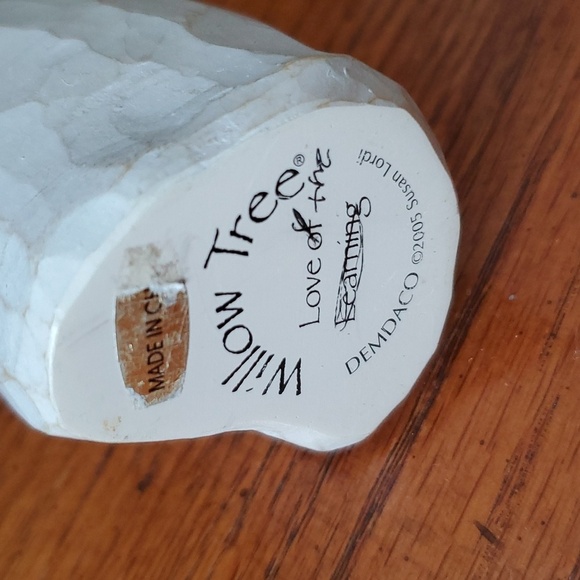 Willow Tree®
Love of the
Learning
DEMDACO ©2005 Susan Lordi
MADE IN CH